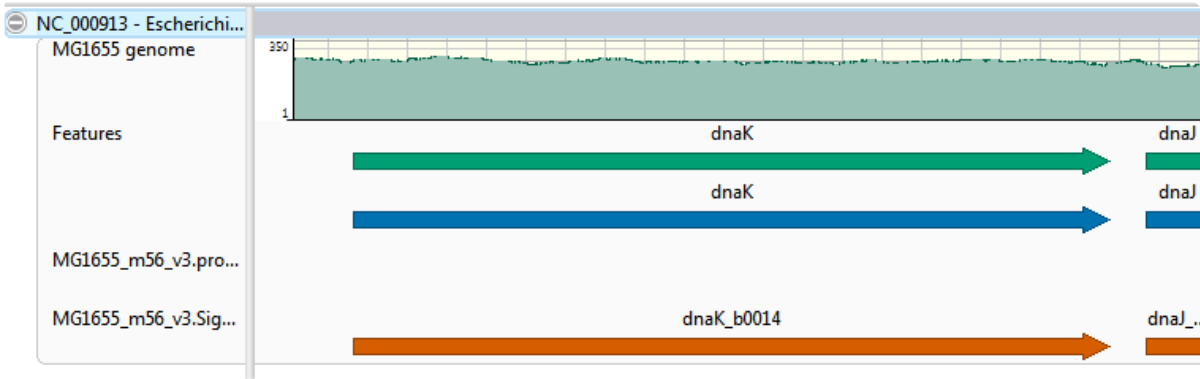 NC_000913 - Escherichi...
MG1655 genome
350
1
Features
dnaK
dnaJ
dnaK
dnaJ
MG1655_m56_v3.pro...
MG1655_m56_v3.Sig...
dnaK_b0014
dnaJ_...